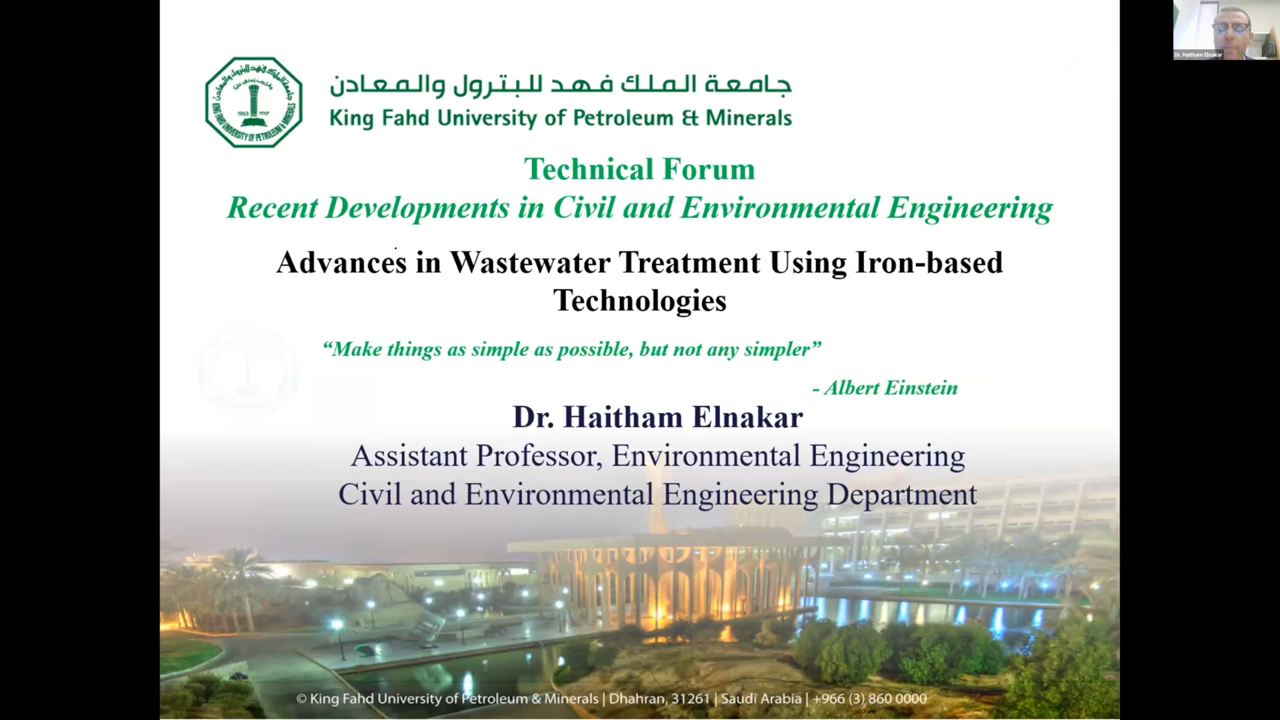 جامعة الملك فهد للبترول والمعادن
King Fahd University of Petroleum & Minerals
Technical Forum
Recent Developments in Civil and Environmental Engineering
Advances in Wastewater Treatment Using Iron-based
Technologies
“Make things as simple as possible, but not any simpler”
- Albert Einstein
Dr. Haitham Elnakar
Assistant Professor, Environmental Engineering
Civil and Environmental Engineering Department
© King Fahd University of Petroleum & Minerals | Dhahran, 31261 | Saudi Arabia | +966 (3) 860 0000
Dr. Haitham Elnakar